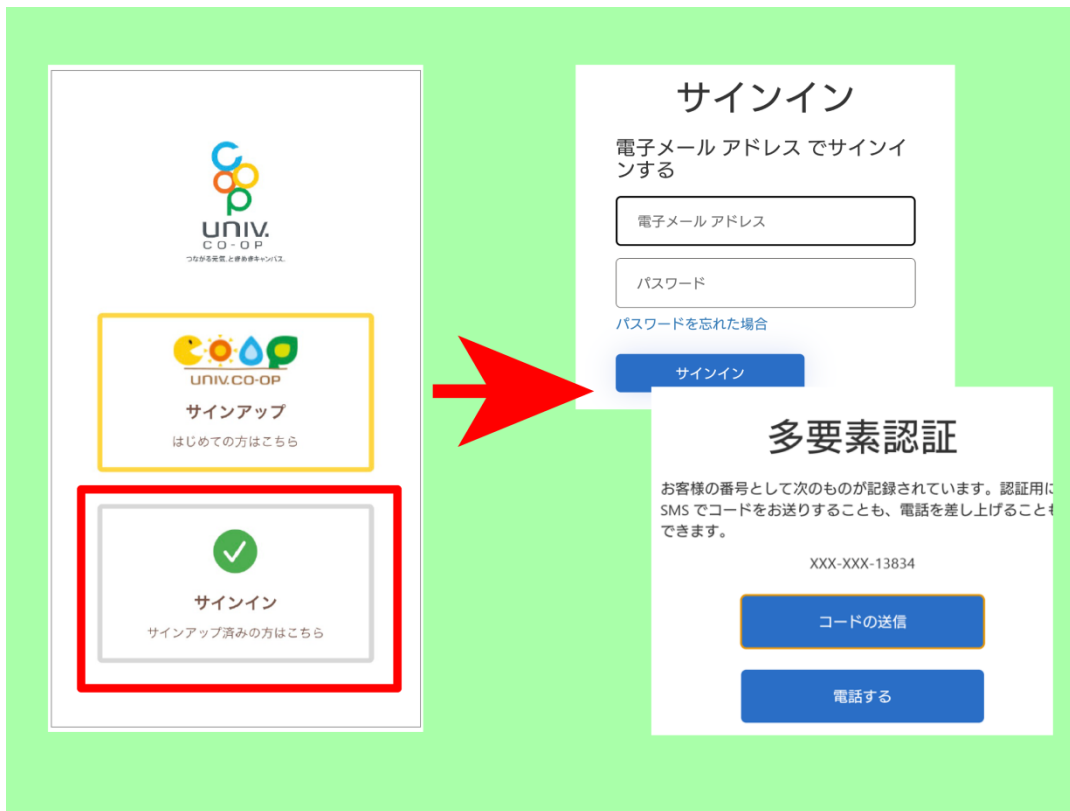 coop
UNIV.
CO-OP
つながる元気、ときめきキャンパス。
UNIV.CO-OP
サインアップ
はじめての方はこちら
サインイン
サインアップ済みの方はこちら
サインイン
電子メール アドレス でサインイ
ンする
電子メール アドレス
パスワード
パスワードを忘れた場合
サインイン
多要素認証
お客様の番号として次のものが記録されています。認証用に
SMS でコードをお送りすることも、電話を差し上げることも
できます。
XXX-XXX-13834
コードの送信
電話する